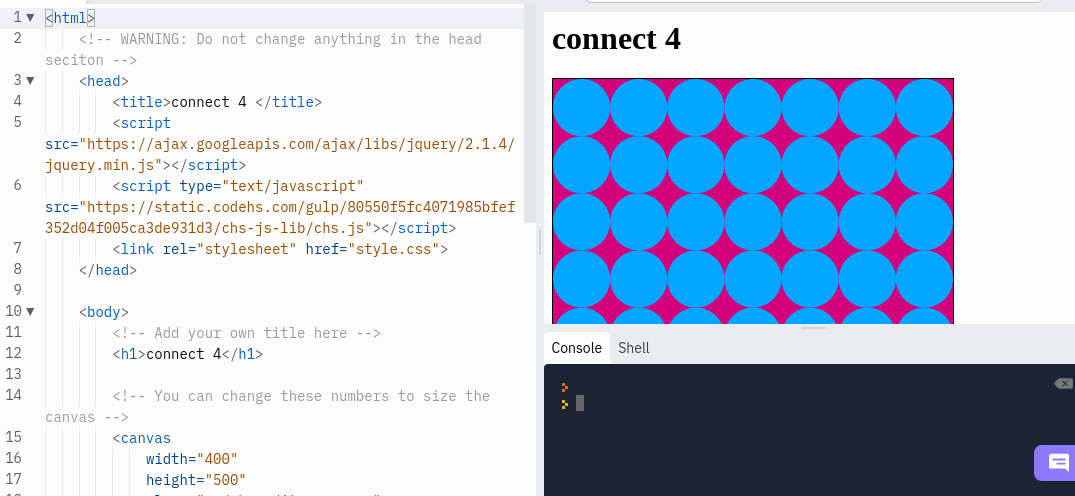 1 <html>
2 <!-- WARNING: Do not change anything in the head
seciton -->
3 <head>
4 <title>connect 4 </title>
5 <script
src="https://ajax.googleapis.com/ajax/libs/jquery/2.1.4/
jquery.min.js"></script>
6 <script type="text/javascript"
src="https://static.codehs.com/gulp/80550f5fc4071985bfef
352d04f005ca3de931d3/chs-js-lib/chs.js"></script>
7 <link rel="stylesheet" href="style.css">
8 </head>
9
10 <body>
11 <!-- Add your own title here -->
12 <h1>connect 4</h1>
13
14 <!-- You can change these numbers to size the
canvas -->
15 <canvas
16 width="400"
17 height="500"
connect 4
Console Shell